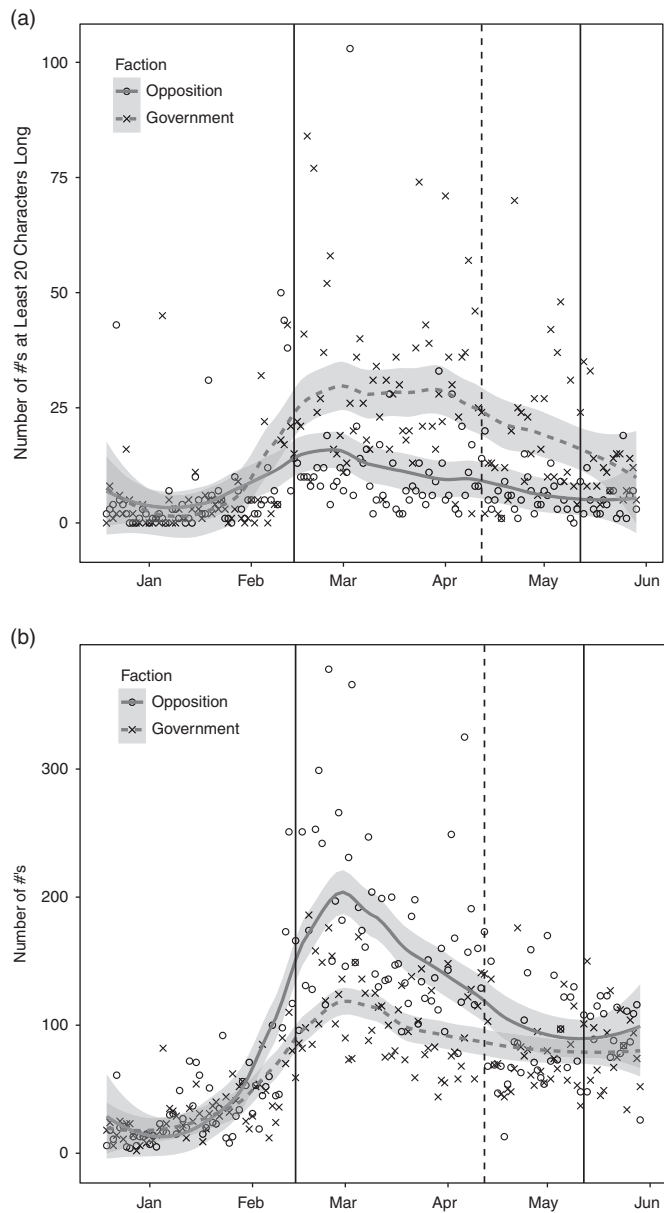 (a)
100
75
50
25
0
Number of #'s at Least 20 Characters Long
Faction
Opposition
Government
Jan Feb Mar Apr May Jun
(b)
300
200
100
0
Number of #'s
Faction
Opposition
Government
Jan Feb Mar Apr May Jun